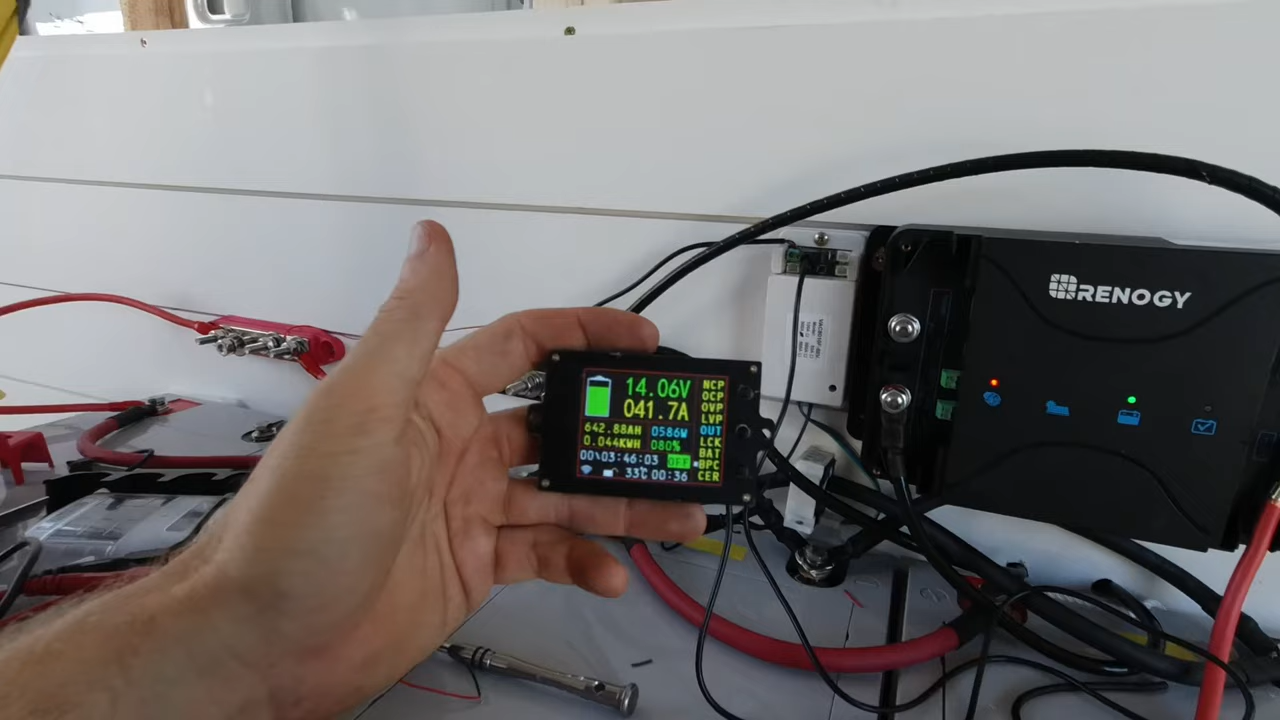 14.06V
041.7A
642.88AH 0586W
0.044KWH 080%
00\03:46:03 OFF
33℃ 00:36
NCP
OCP
OVP
LVP
OUT
LCK
BAT
BPC
CER
RENOGY